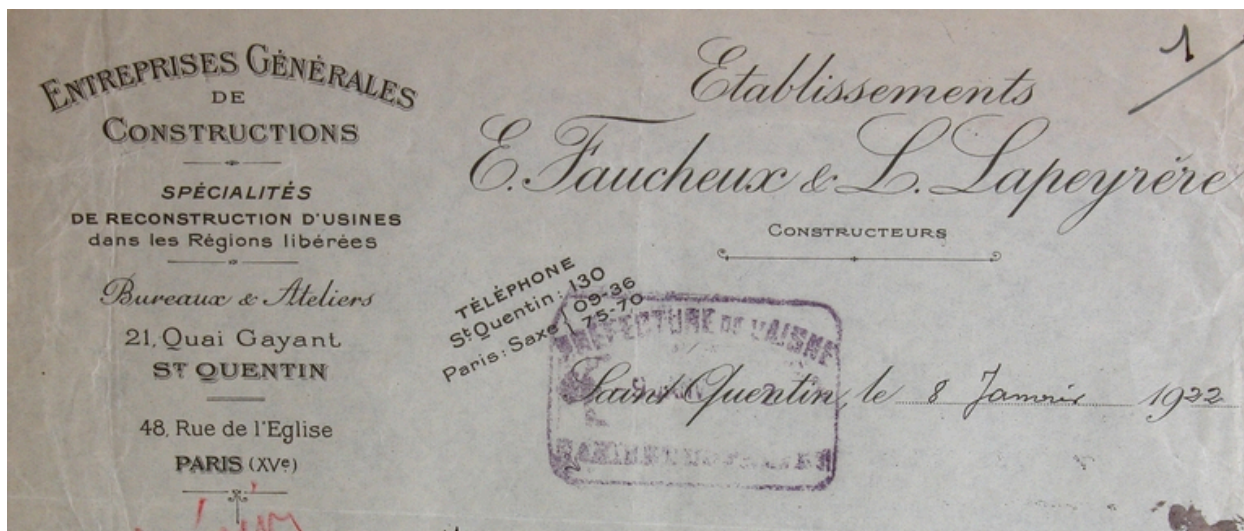 ENTREPRISES GÉNÉRALES
DE
CONSTRUCTIONS
SPÉCIALITÉS
DE RECONSTRUCTION D'USINES
dans les Régions libérées
Bureaux & Ateliers
21, Quai Gayant
ST QUENTIN
48, Rue de l'Eglise
PARIS (XVe)
1
Etablissements
E. Faucheux & L. Lapeyrère
CONSTRUCTEURS
TÉLÉPHONE
St Quentin: 130
Paris: Saxe 09-36
75-70
PREFECTURE DE L'AISNE
Saint Quentin, le 8 Janvier 1922